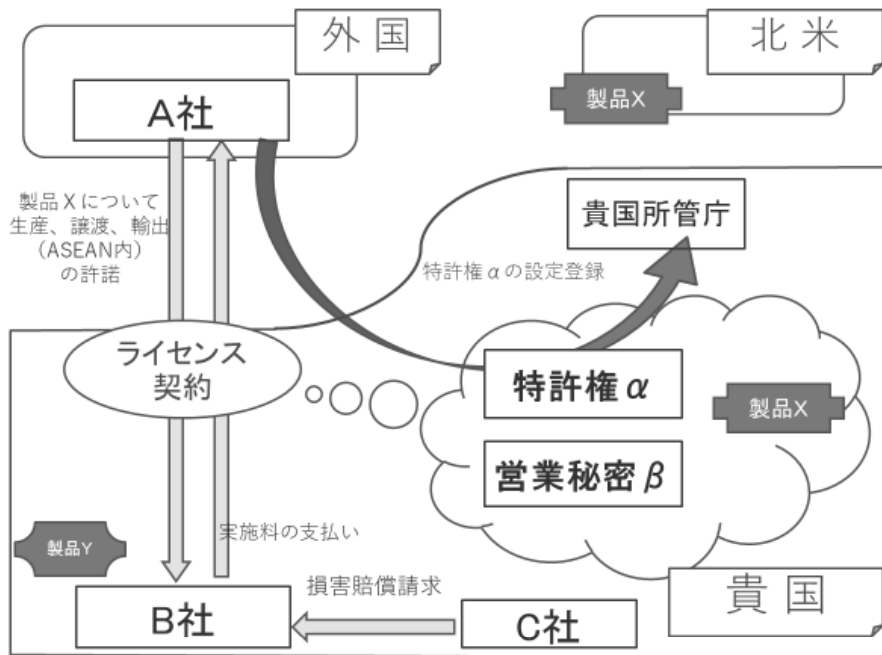 外国
北米
製品X
A社
製品Xについて
生産、譲渡、輸出
（ASEAN内）
の許諾
貴国所管庁
特許権αの設定登録
ライセンス
契約
特許権α
製品X
営業秘密β
実施料の支払い
製品Y
損害賠償請求
貴国
B社
C社